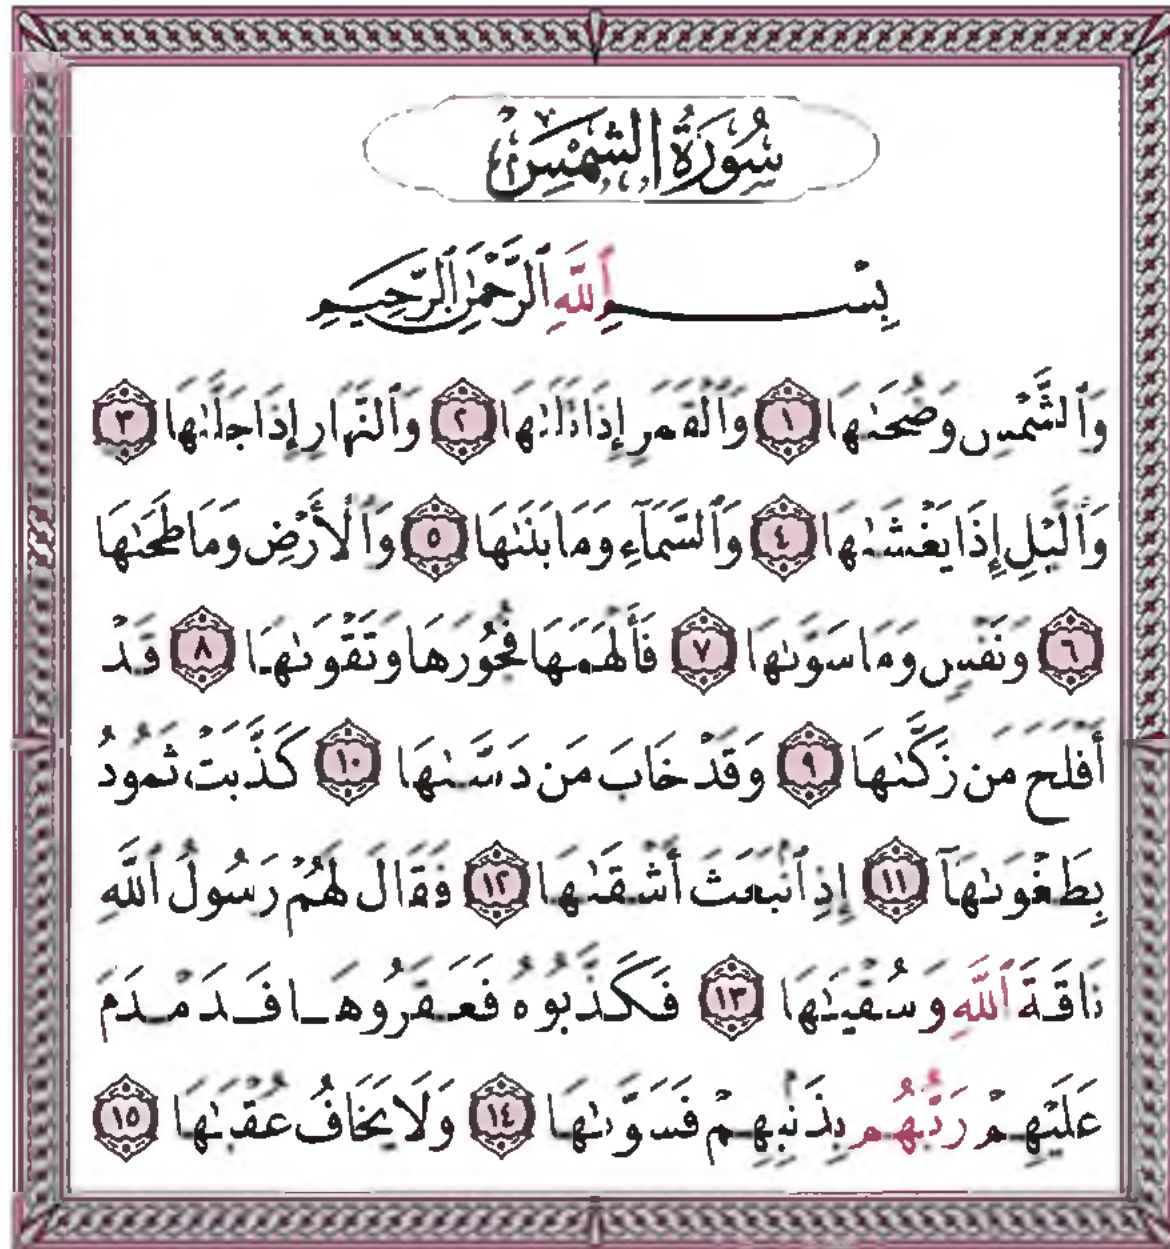 سُورَةُ الشَّمْسِ
بِسْمِ ٱللَّهِ ٱلرَّحْمَٰنِ ٱلرَّحِيمِ
وَٱلشَّمْسِ وَضُحَىٰهَا ١ وَٱلْقَمَرِ إِذَا تَلَىٰهَا ٢ وَٱلنَّهَارِ إِذَا جَلَّىٰهَا ٣
وَٱلَّيْلِ إِذَا يَغْشَىٰهَا ٤ وَٱلسَّمَآءِ وَمَا بَنَىٰهَا ٥ وَٱلْأَرْضِ وَمَا طَحَىٰهَا
٦ وَنَفْسٍ وَمَا سَوَّىٰهَا ٧ فَأَلْهَمَهَا فُجُورَهَا وَتَقْوَىٰهَا ٨ قَدْ
أَفْلَحَ مَن زَكَّىٰهَا ٩ وَقَدْ خَابَ مَن دَسَّىٰهَا ١٠ كَذَّبَتْ ثَمُودُ
بِطَغْوَىٰهَآ ١١ إِذِ ٱنۢبَعَثَ أَشْقَىٰهَا ١٢ فَقَالَ لَهُمْ رَسُولُ ٱللَّهِ
نَاقَةَ ٱللَّهِ وَسُقْيَٰهَا ١٣ فَكَذَّبُوهُ فَعَقَرُوهَا فَدَمْدَمَ
عَلَيْهِمْ رَبُّهُم بِذَنۢبِهِمْ فَسَوَّىٰهَا ١٤ وَلَا يَخَافُ عُقْبَٰهَا ١٥